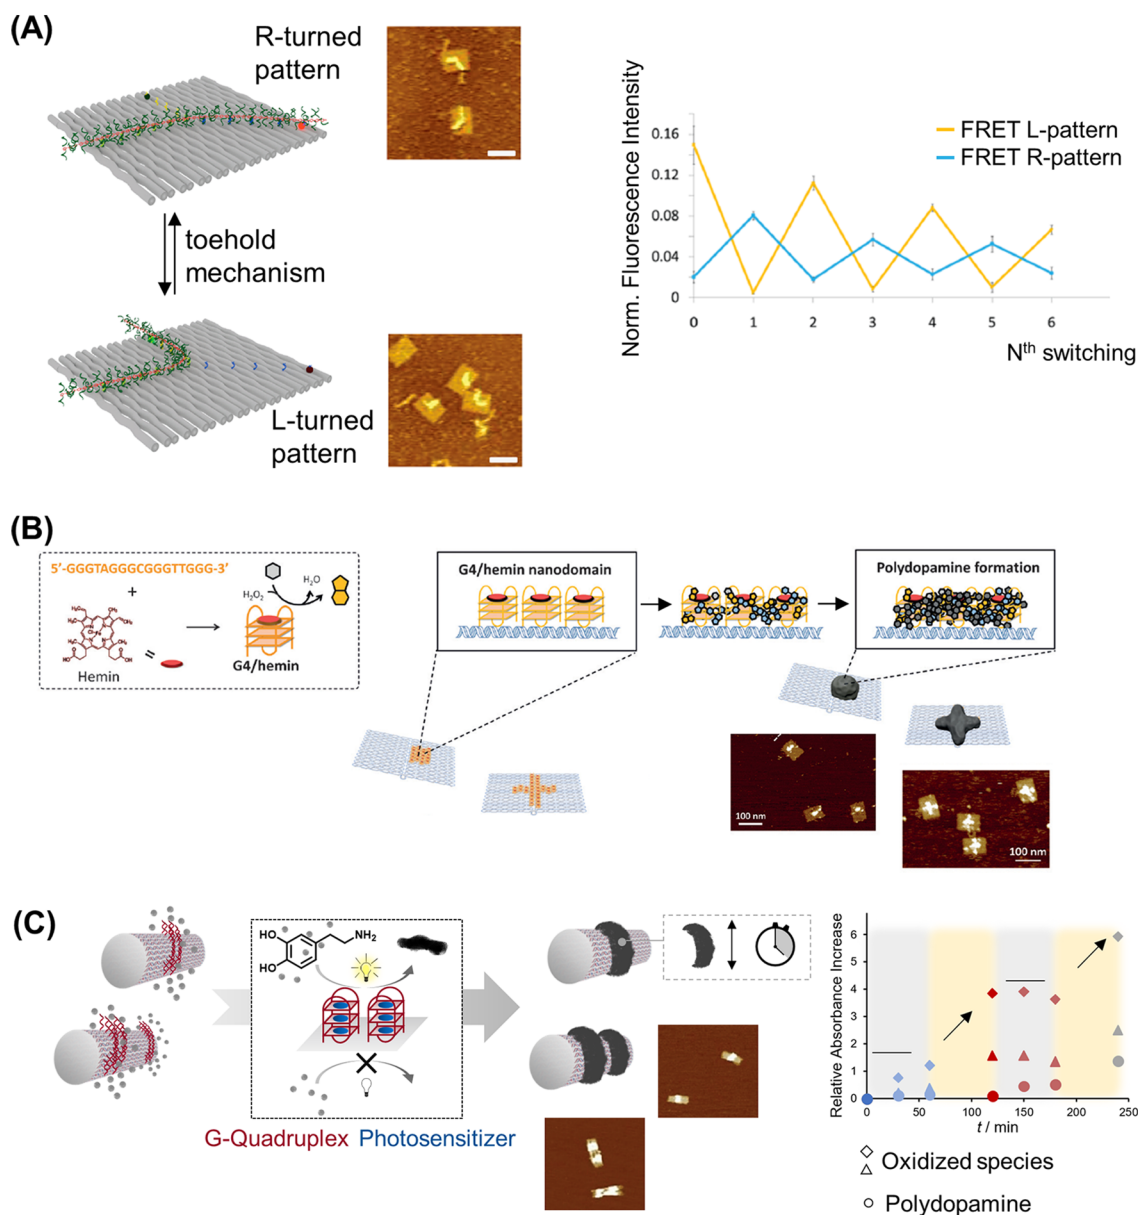 (A)
R-turned
pattern
toehold
mechanism
L-turned
pattern
Norm. Fluorescence Intensity
0.16
0.12
0.08
0.04
0
0 1 2 3 4 5 6
Nth switching
FRET L-pattern
FRET R-pattern
(B)
5'-GGGTAGGGCGGGTTGGG-3'
+
Hemin
=
H2O2
H2O
G4/hemin
G4/hemin nanodomain
Polydopamine formation
100 nm
100 nm
(C)
HO
HO
NH2
G-Quadruplex Photosensitizer
Relative Absorbance Increase
6
5
4
3
2
1
0
0 50 100 150 200 250
t / min
Oxidized species
Polydopamine